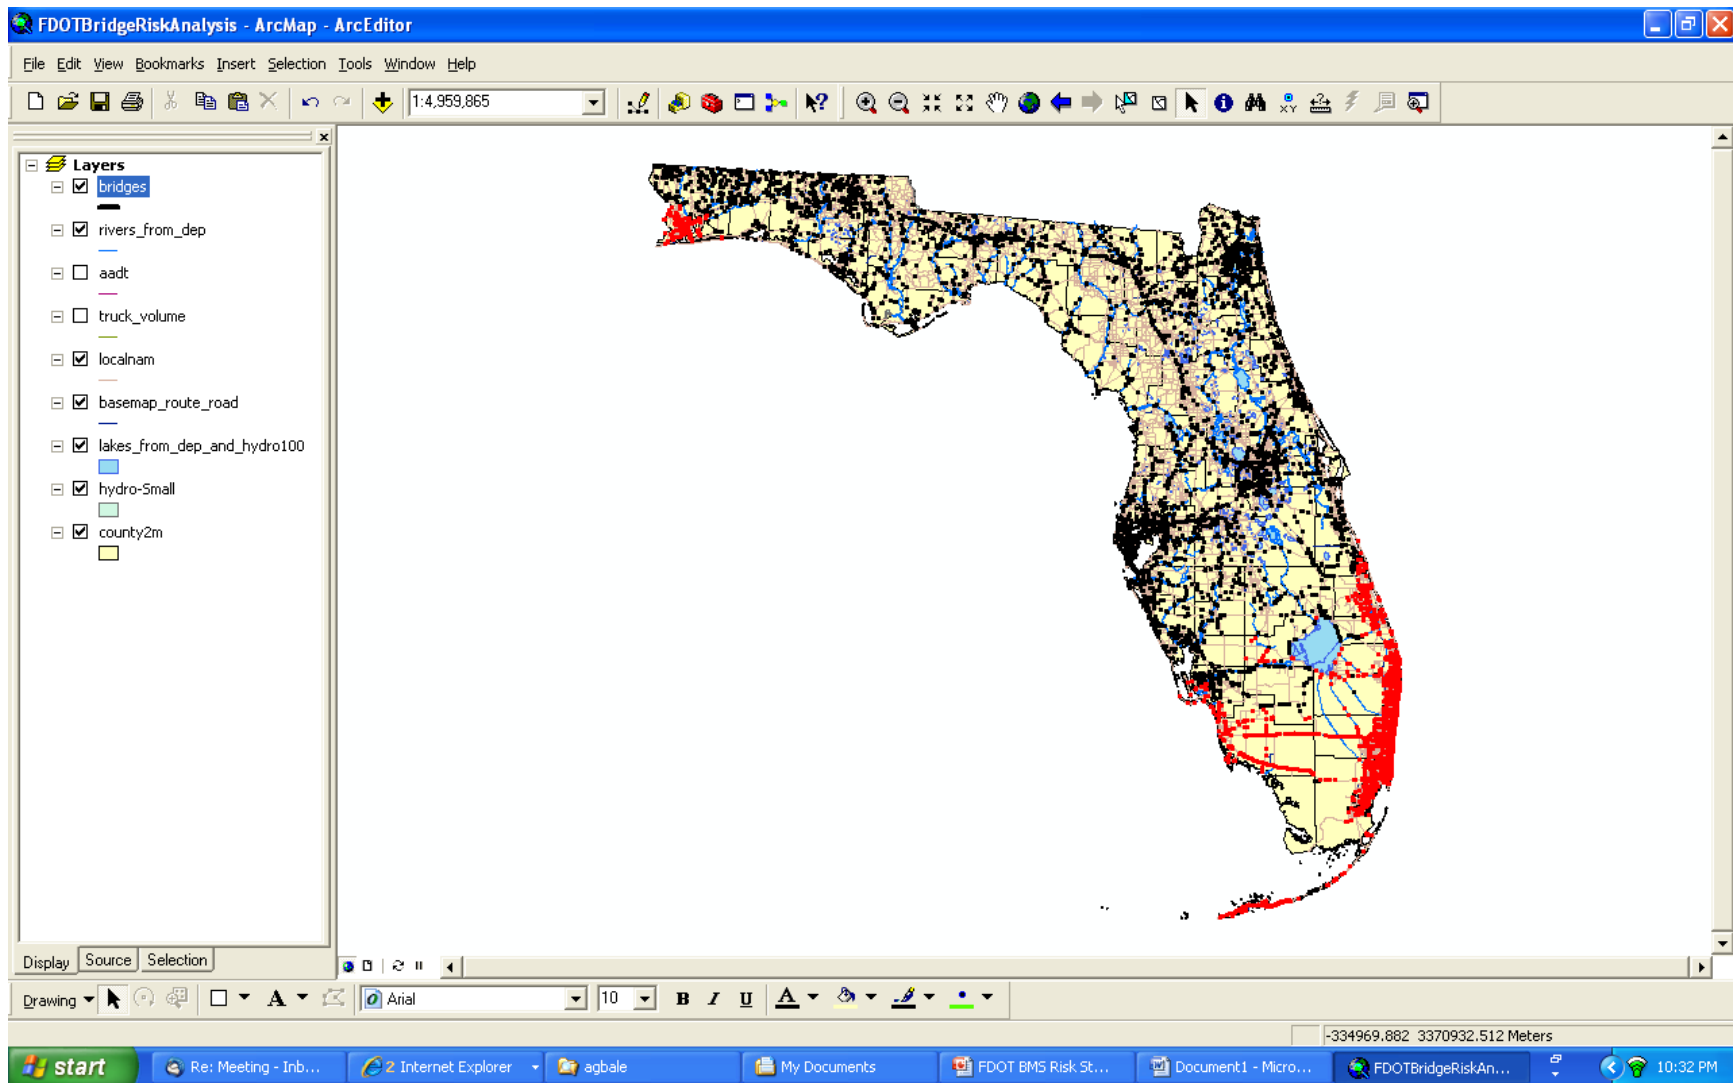 FDOTBridgeRiskAnalysis - ArcMap - ArcEditor
File Edit View Bookmarks Insert Selection Tools Window Help
1:4,959,865
Layers
bridges
rivers_from_dep
aadt
truck_volume
localnam
basemap_route_road
lakes_from_dep_and_hydro100
hydro-Small
county2m
Display Source Selection
Drawing A Arial 10 B I U A
-334969.882 3370932.512 Meters
start Re: Meeting - Inb... 2 Internet Explorer agbale My Documents FDOT BMS Risk St... Document1 - Micro... FDOTBridgeRiskAn... 10:32 PM